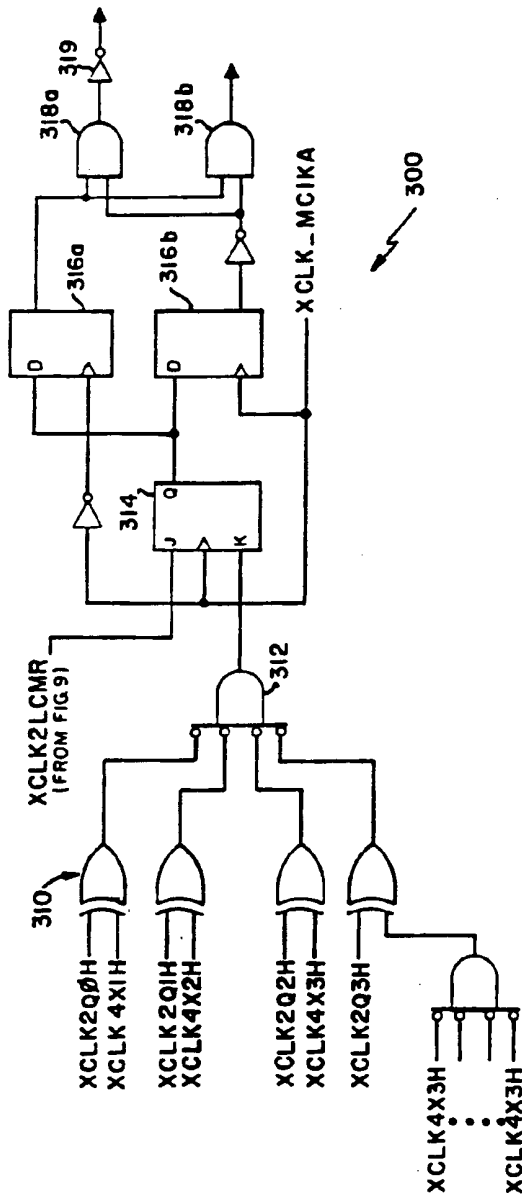 XCLK2QØH
XCLK4X1H
XCLK2Q1H
XCLK4X2H
XCLK2Q2H
XCLK4X3H
XCLK2Q3H
XCLK4X3H
XCLK4X3H
310
312
XCLK2LCMR
(FROM FIG. 9)
J
K
Q
314
D
316a
D
316b
XCLK_MCIKA
318a
319
318b
300